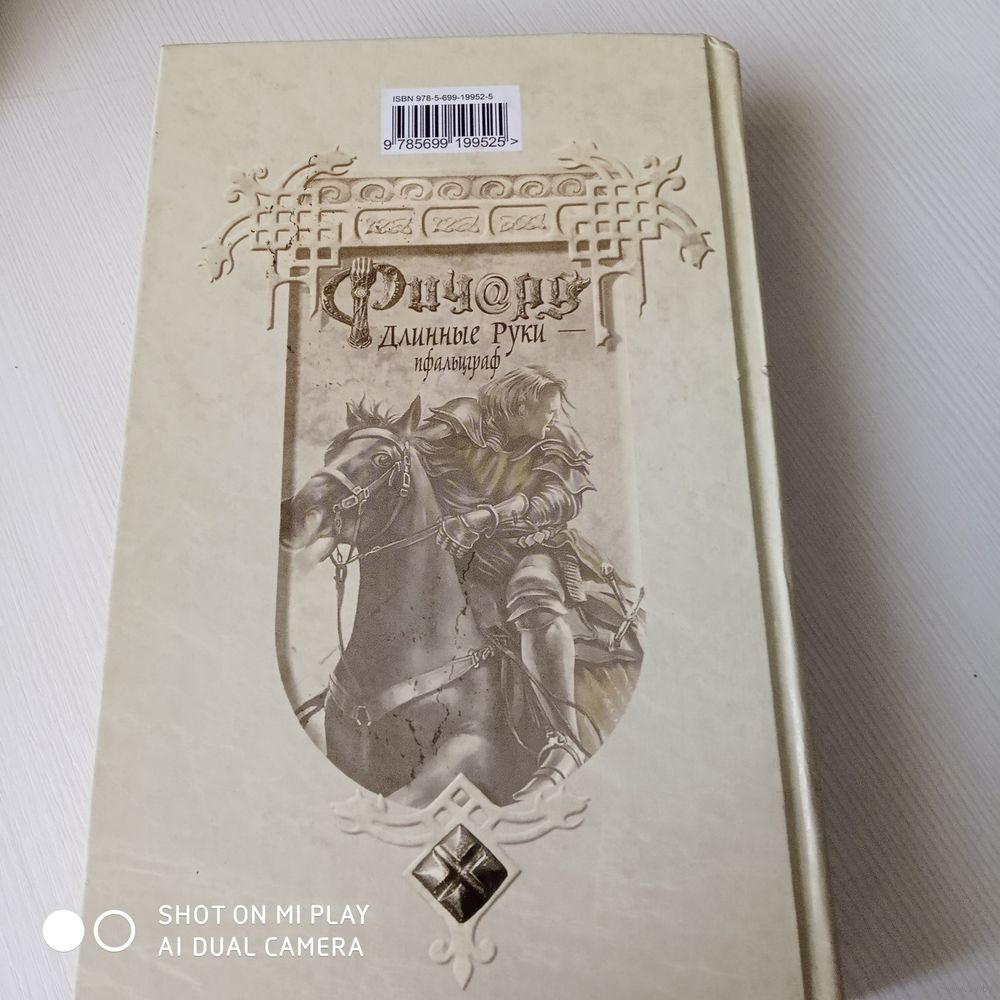 ISBN 978-5-699-19952-5
9 785699 199525 >
Ричард
Длинные Руки —
пфальцграф
SHOT ON MI PLAY
AI DUAL CAMERA